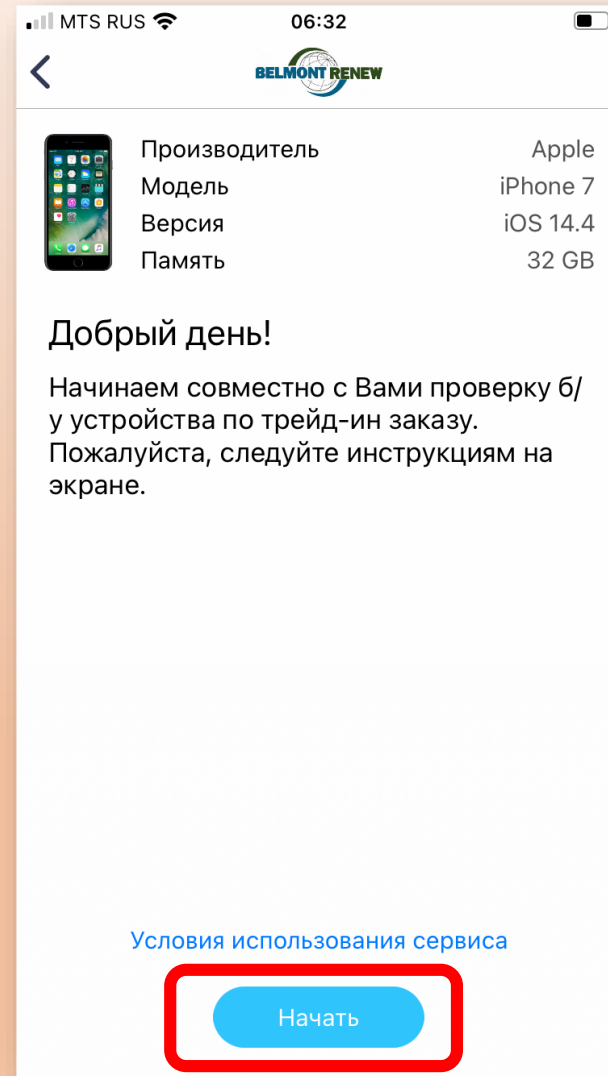 MTS RUS 06:32
BELMONT RENEW
Производитель Apple
Модель iPhone 7
Версия iOS 14.4
Память 32 GB
Добрый день!
Начинаем совместно с Вами проверку б/
у устройства по трейд-ин заказу.
Пожалуйста, следуйте инструкциям на
экране.
Условия использования сервиса
Начать